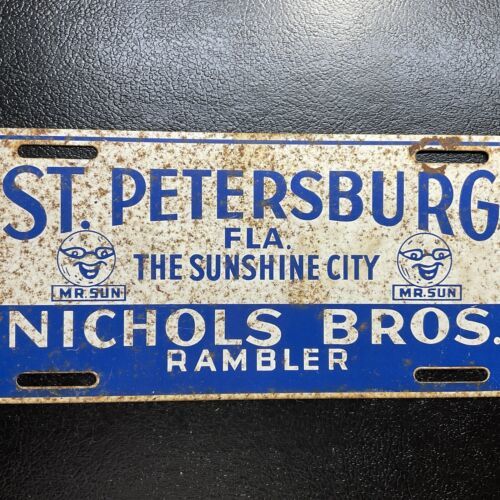 ST. PETERSBURG
FLA.
THE SUNSHINE CITY
MR. SUN
MR. SUN
NICHOLS BROS.
RAMBLER